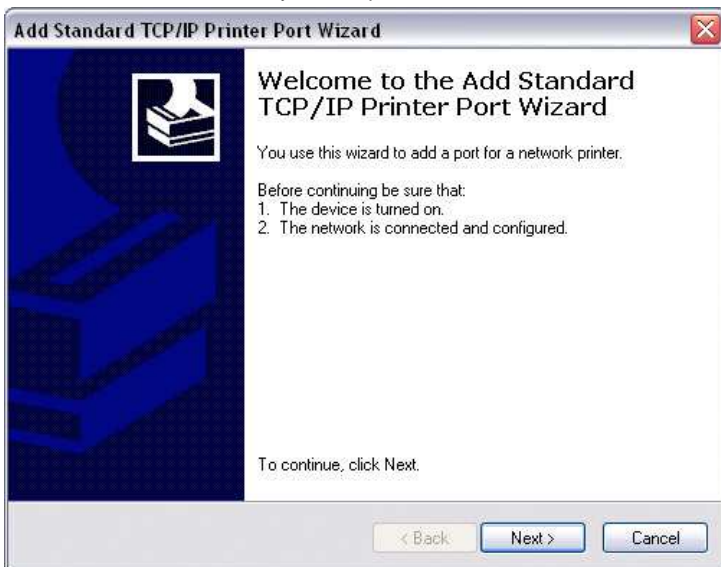 Add Standard TCP/IP Printer Port Wizard
Welcome to the Add Standard
TCP/IP Printer Port Wizard
You use this wizard to add a port for a network printer.
Before continuing be sure that:
1. The device is turned on.
2. The network is connected and configured.
To continue, click Next.
< Back
Next >
Cancel